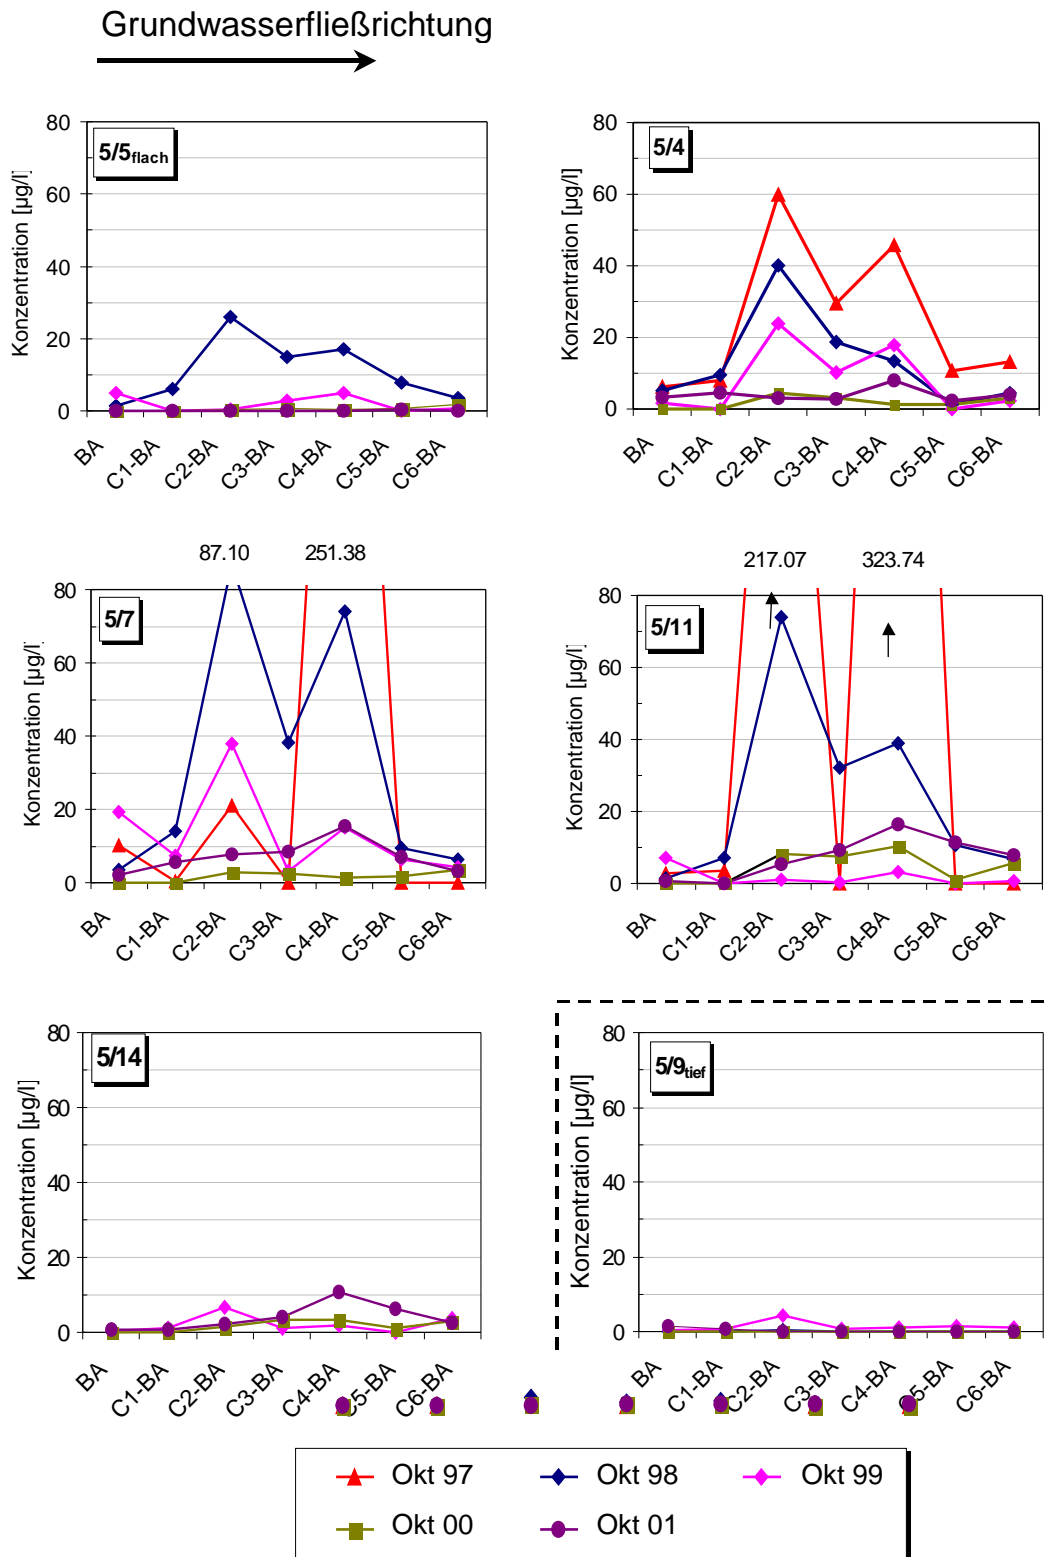 Grundwasserfließrichtung
80
60
40
20
0
Konzentration [µg/l]
5/5flach
BA
C1-BA
C2-BA
C3-BA
C4-BA
C5-BA
C6-BA
80
60
40
20
0
Konzentration [µg/l]
5/4
BA
C1-BA
C2-BA
C3-BA
C4-BA
C5-BA
C6-BA
87.10
251.38
80
60
40
20
0
Konzentration [µg/l]
5/7
BA
C1-BA
C2-BA
C3-BA
C4-BA
C5-BA
C6-BA
217.07
323.74
80
60
40
20
0
Konzentration [µg/l]
5/11
BA
C1-BA
C2-BA
C3-BA
C4-BA
C5-BA
C6-BA
80
60
40
20
0
Konzentration [µg/l]
5/14
BA
C1-BA
C2-BA
C3-BA
C4-BA
C5-BA
C6-BA
80
60
40
20
0
Konzentration [µg/l]
5/9tief
BA
C1-BA
C2-BA
C3-BA
C4-BA
C5-BA
C6-BA
Okt 97
Okt 98
Okt 99
Okt 00
Okt 01